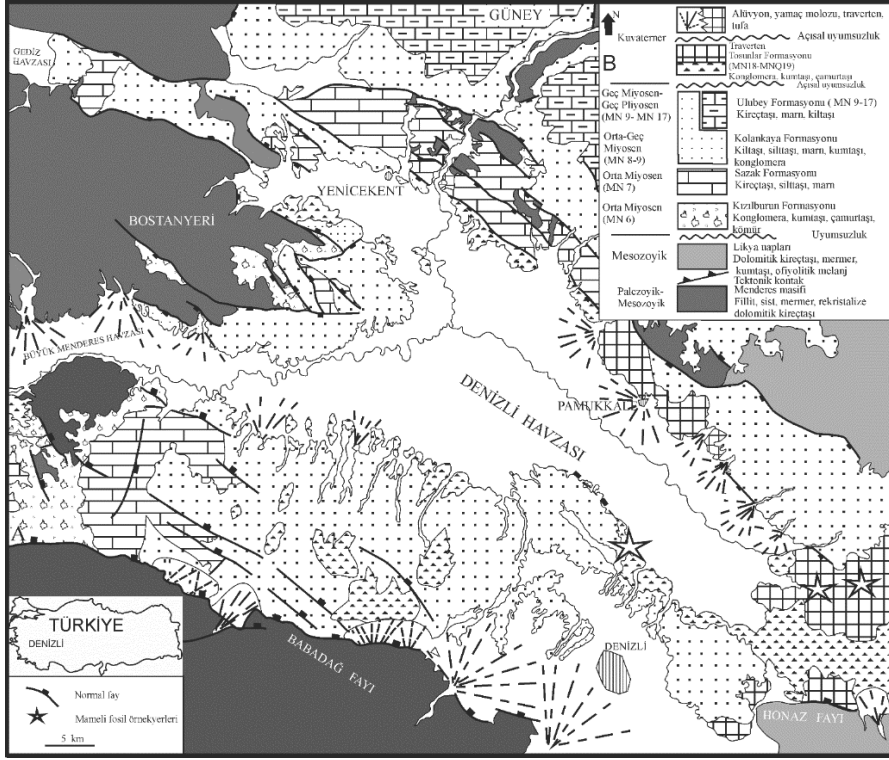 GÜNEY
GEDİZ
HAVZASI
YENİCEKENT
BOSTANYERİ
BÜYÜK MENDERES HAVZASI
DENİZLİ HAVZASI
PAMUKKALE
A
BABADAĞ FAYI
DENİZLİ
HONAZ FAYI
N
Kuvaterner
B
Geç Miyosen-
Geç Pliyosen
(MN 9- MN 17)
Orta-Geç
Miyosen
(MN 8-9)
Orta Miyosen
(MN 7)
Orta Miyosen
(MN 6)
Mesozoyik
Palezoyik-
Mesozoyik
Alüvyon, yamaç molozu, traverten,
tufa
Açısal uyumsuzluk
Traverten
Tosunlar Formasyonu
(MN18-MNQ19)
Konglomera, kumtaşı, çamurtaşı
Açısal uyumsuzluk
Ulubey Formasyonu ( MN 9-17)
Kireçtaşı, marn, kiltaşı
Kolankaya Formasyonu
Kiltaşı, silttaşı, marn, kumtaşı,
konglomera
Sazak Formasyonu
Kireçtaşı, silttaşı, marn
Kızılburun Formasyonu
Konglomera, kumtaşı, çamurtaşı,
kömür
Uyumsuzluk
Likya napları
Dolomitik kireçtaşı, mermer,
kumtaşı, ofiyolitik melanj
Tektonik kontak
Menderes masifi
Fillit, sist, mermer, rekristalize
dolomitik kireçtaşı
TÜRKİYE
DENİZLİ
Normal fay
Mameli fosil örnekyerleri
5 km